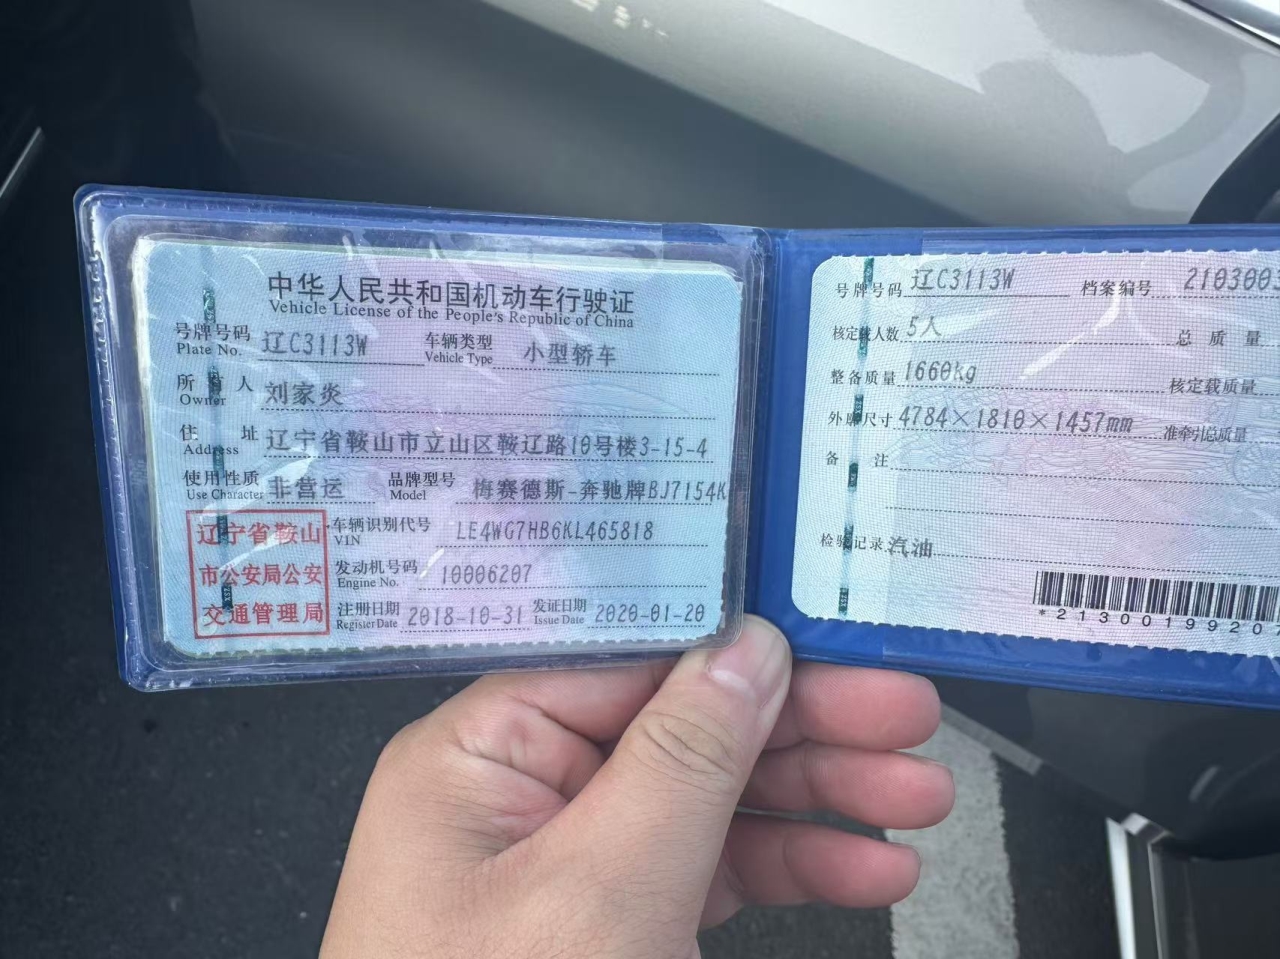 中华人民共和国机动车行驶证
Vehicle License of the People's Republic of China
号牌号码 辽C3113W 车辆类型 小型轿车
Plate No. Vehicle Type
所有人 刘家炎
Owner
住址 辽宁省鞍山市立山区鞍辽路10号楼3-15-4
Address
使用性质 非营运 品牌型号 梅赛德斯-奔驰牌BJ7154K
Use Character Model
辽宁省鞍山
市公安局公安
交通管理局
车辆识别代号 LE4WG7HB6KL465818
VIN
发动机号码 10006207
Engine No.
注册日期 2018-10-31 发证日期 2020-01-20
Register Date Issue Date
号牌号码 辽C3113W 档案编号 2103003
核定载人数 5人 总质量
整备质量 1660kg 核定载质量
外廓尺寸 4784×1810×1457mm 准牵引总质量
备注
检验记录 汽油
*2130019920